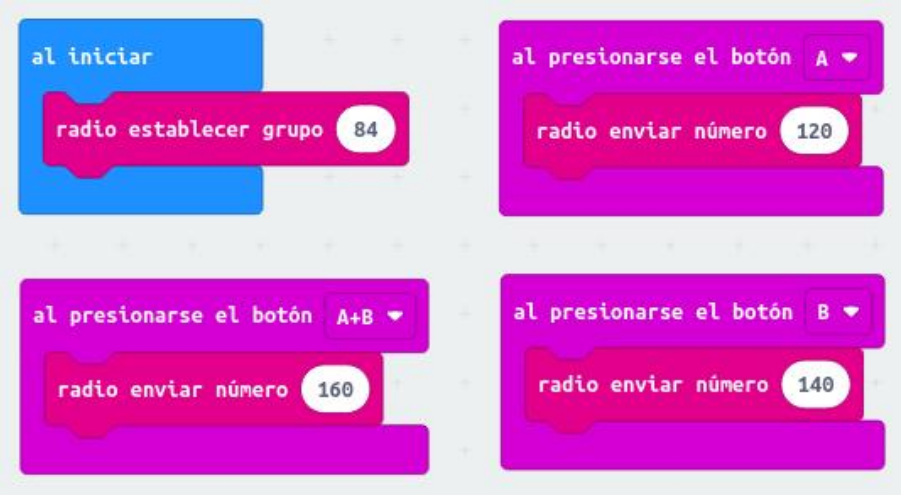 al iniciar
radio establecer grupo 84
al presionarse el botón A
radio enviar número 120
al presionarse el botón A+B
radio enviar número 160
al presionarse el botón B
radio enviar número 140